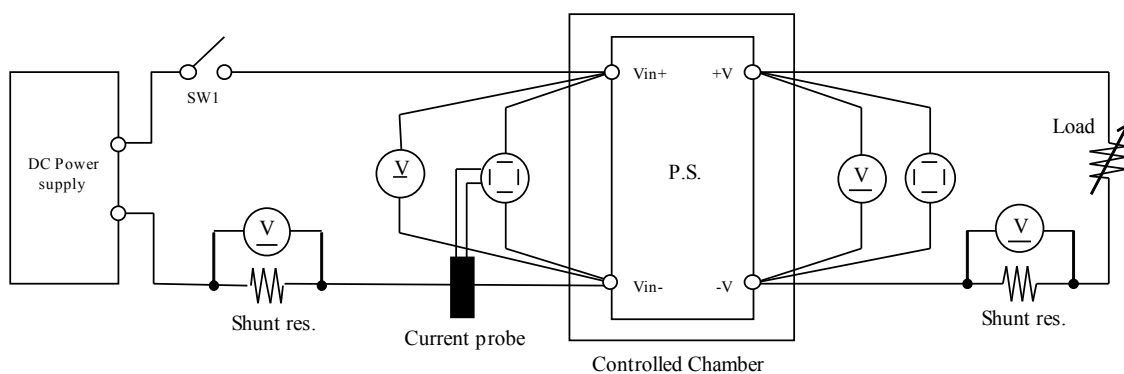 SW1
Vin+
+V
Load
DC Power
supply
V
V
P.S.
V
V
V
Vin-
-V
Shunt res.
Current probe
Shunt res.
Controlled Chamber